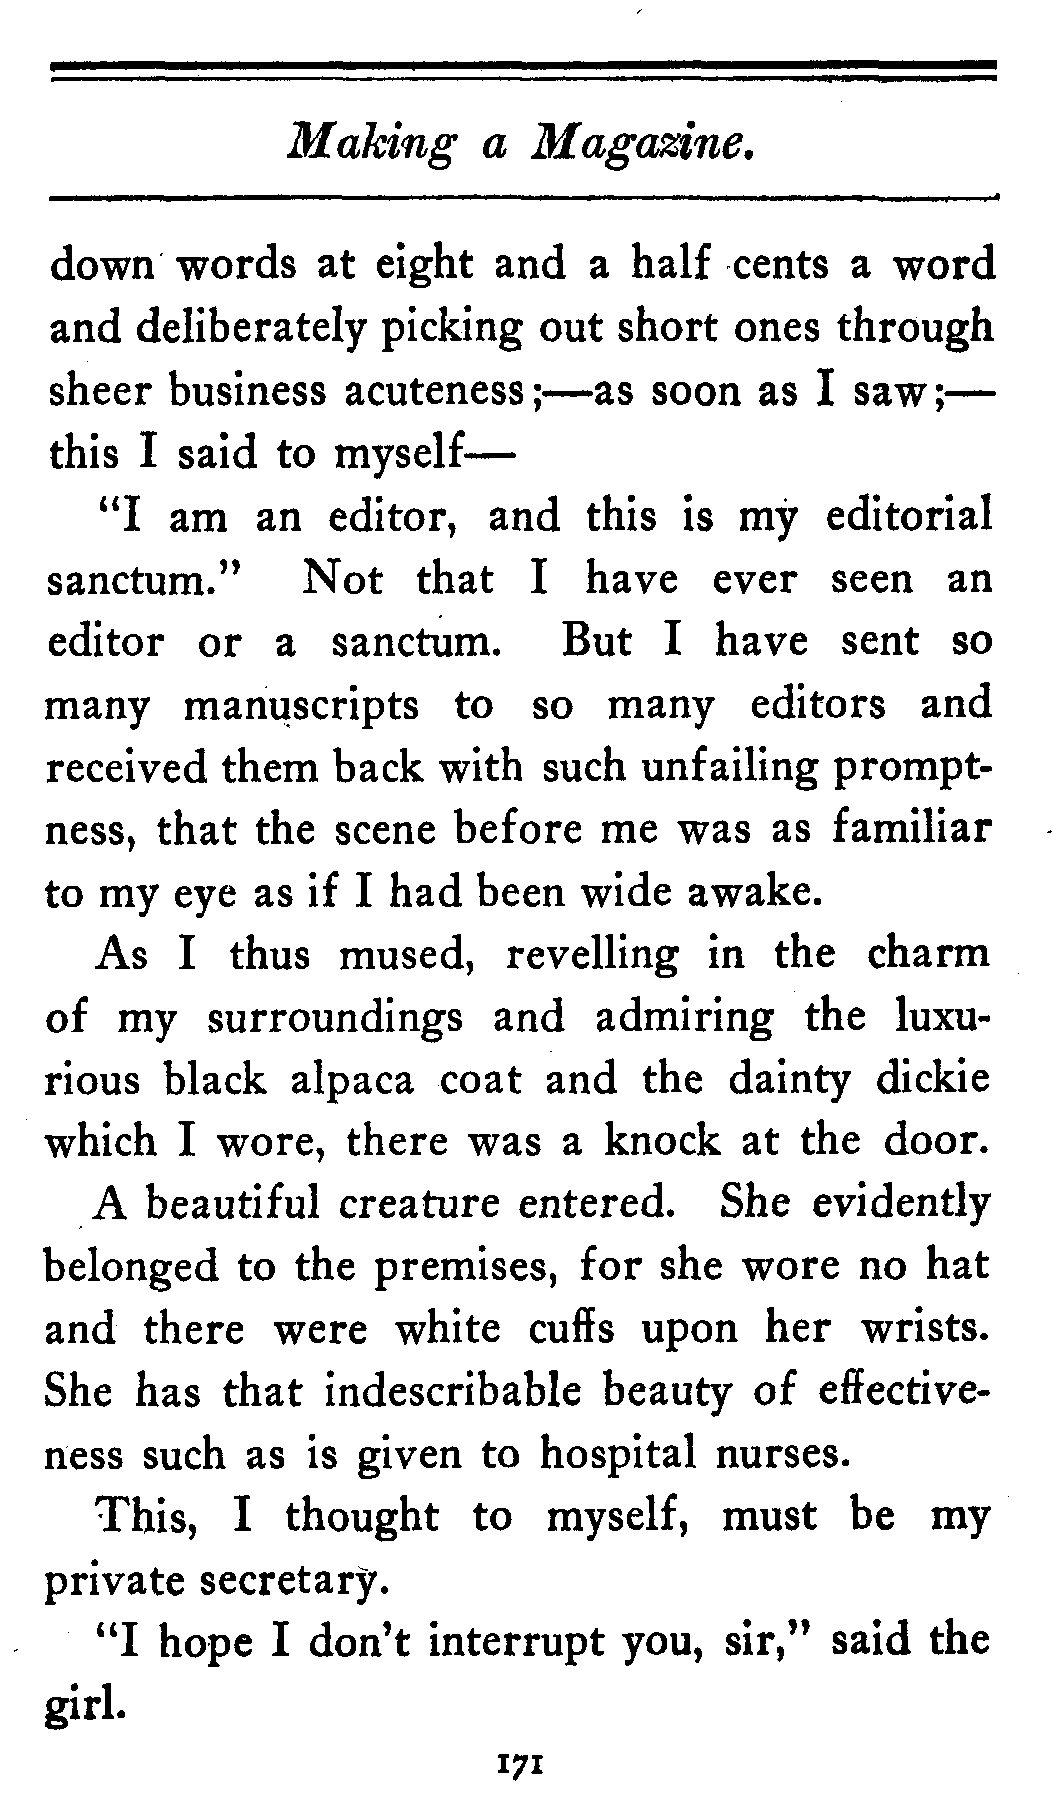 Making a Magazine.
down words at eight and a half cents a word
and deliberately picking out short ones through
sheer business acuteness;—as soon as I saw;—
this I said to myself—
"I am an editor, and this is my editorial
sanctum." Not that I have ever seen an
editor or a sanctum. But I have sent so
many manuscripts to so many editors and
received them back with such unfailing prompt-
ness, that the scene before me was as familiar
to my eye as if I had been wide awake.
As I thus mused, revelling in the charm
of my surroundings and admiring the luxu-
rious black alpaca coat and the dainty dickie
which I wore, there was a knock at the door.
A beautiful creature entered. She evidently
belonged to the premises, for she wore no hat
and there were white cuffs upon her wrists.
She has that indescribable beauty of effective-
ness such as is given to hospital nurses.
This, I thought to myself, must be my
private secretary.
"I hope I don't interrupt you, sir," said the
girl.
171